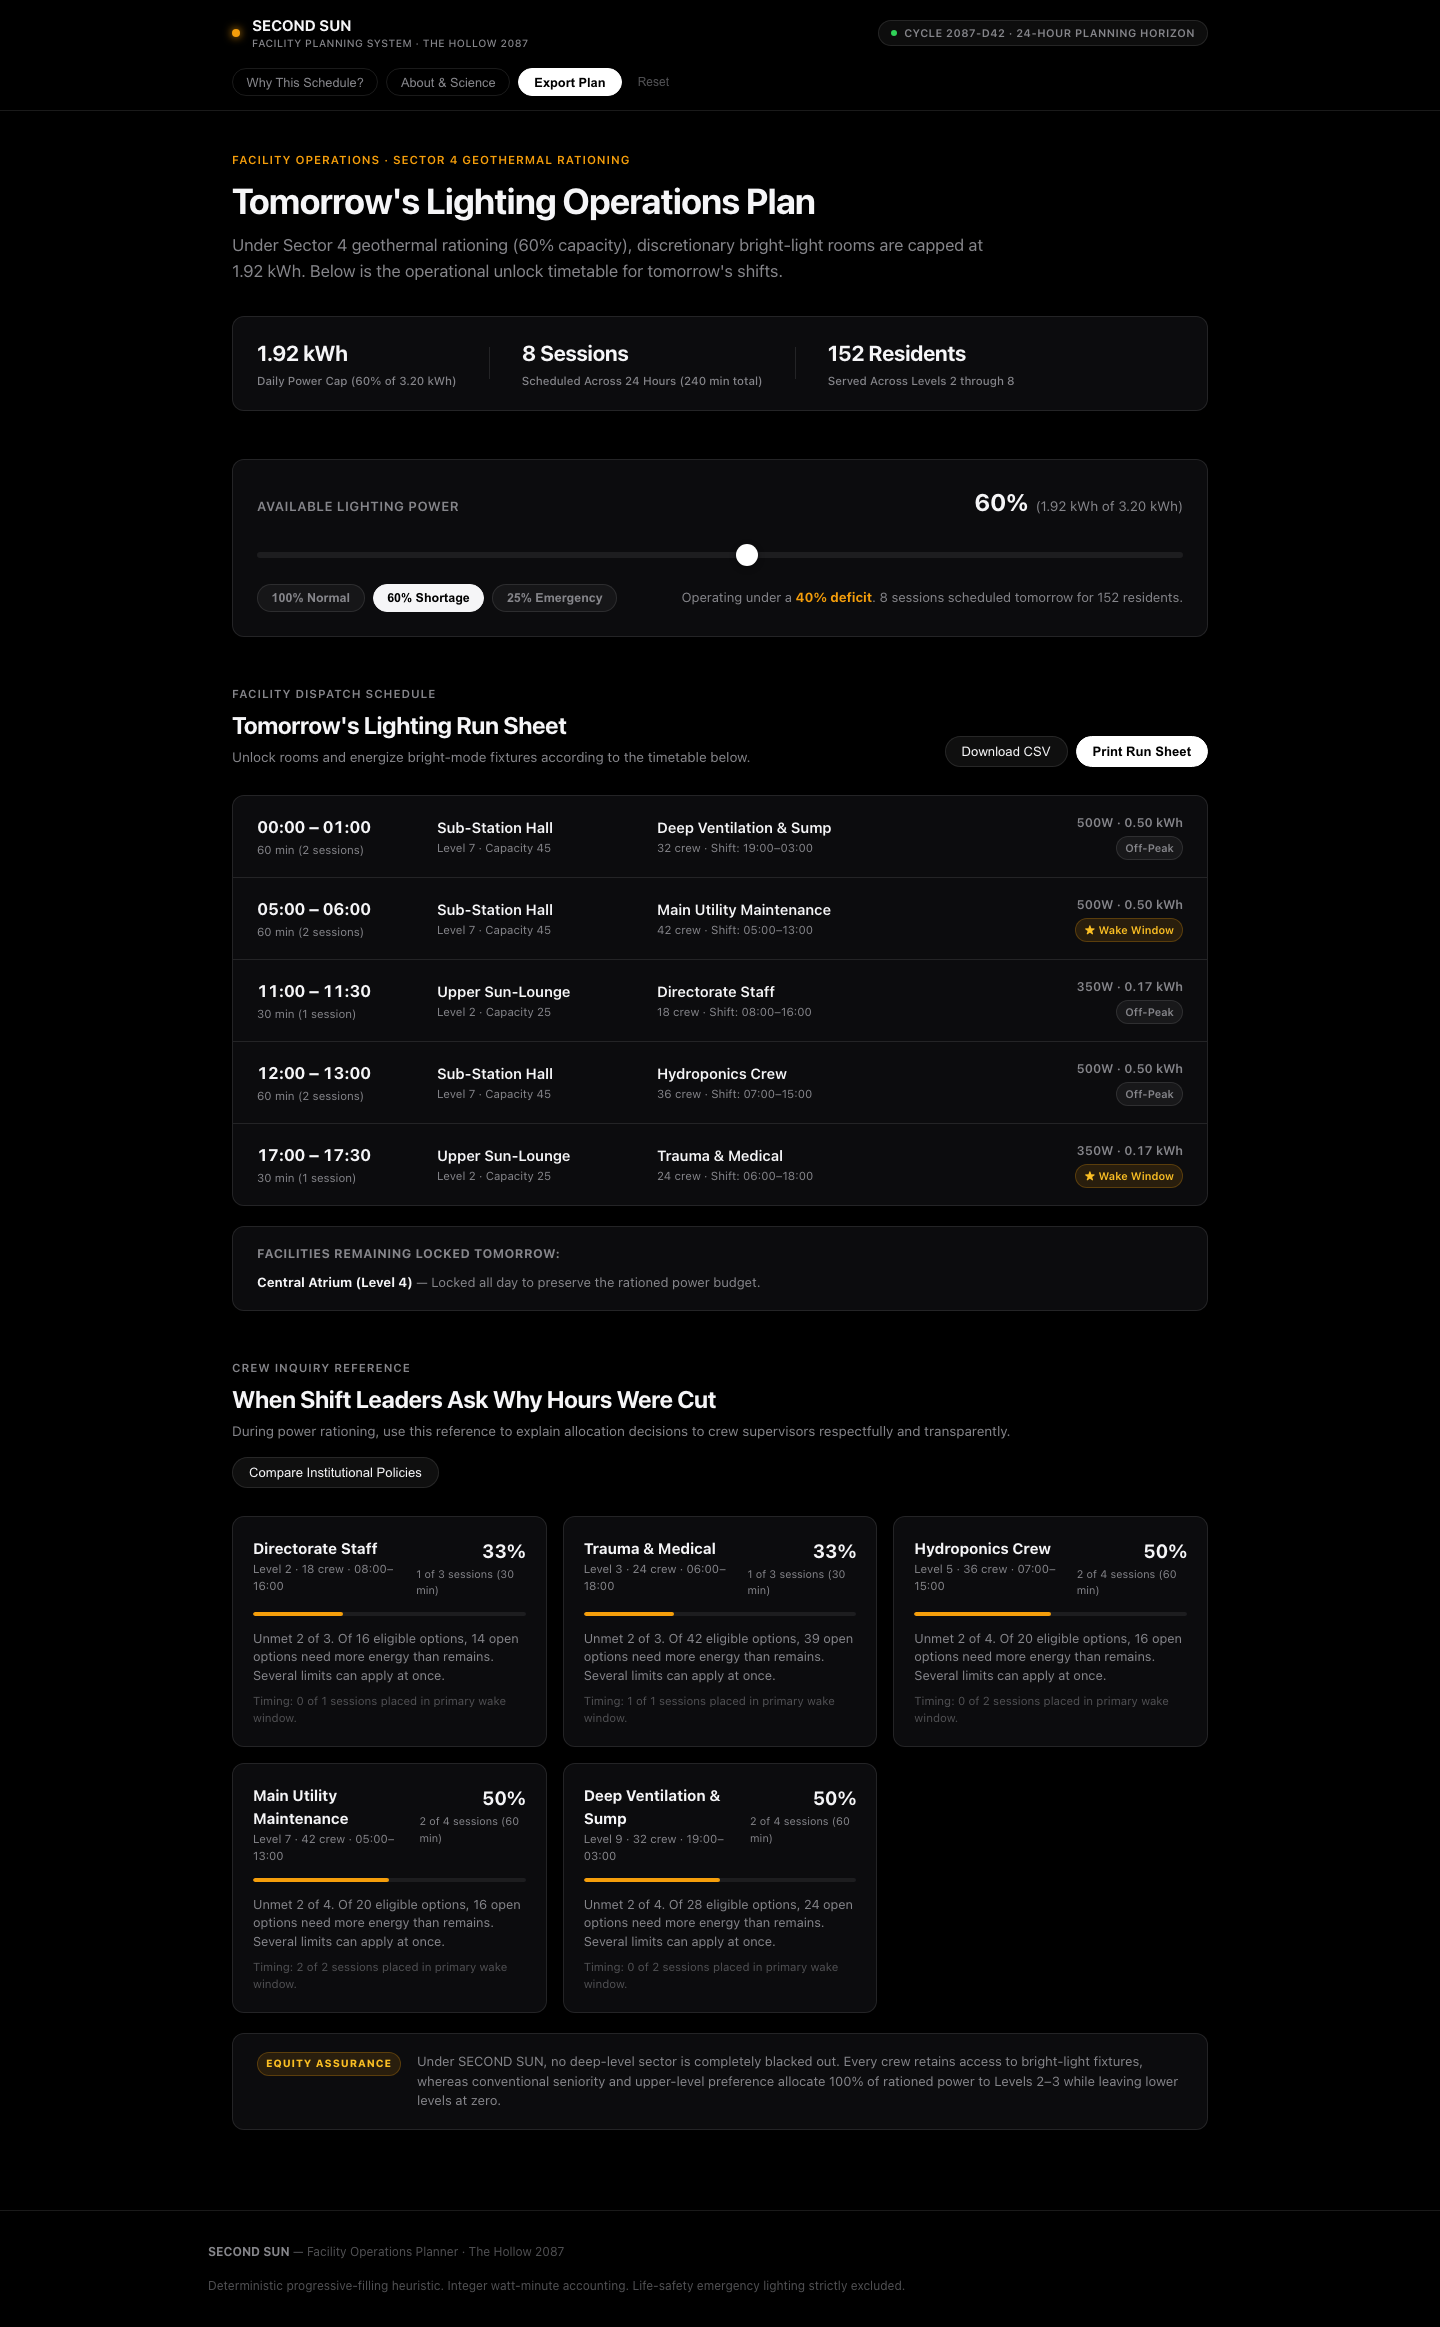 SECOND SUN
FACILITY PLANNING SYSTEM · THE HOLLOW 2087
CYCLE 2087-D42 · 24-HOUR PLANNING HORIZON
Why This Schedule?
About & Science
Export Plan
Reset
FACILITY OPERATIONS · SECTOR 4 GEOTHERMAL RATIONING
Tomorrow's Lighting Operations Plan
Under Sector 4 geothermal rationing (60% capacity), discretionary bright-light rooms are capped at
1.92 kWh. Below is the operational unlock timetable for tomorrow's shifts.
1.92 kWh
Daily Power Cap (60% of 3.20 kWh)
8 Sessions
Scheduled Across 24 Hours (240 min total)
152 Residents
Served Across Levels 2 through 8
AVAILABLE LIGHTING POWER
60% (1.92 kWh of 3.20 kWh)
100% Normal
60% Shortage
25% Emergency
Operating under a 40% deficit. 8 sessions scheduled tomorrow for 152 residents.
FACILITY DISPATCH SCHEDULE
Tomorrow's Lighting Run Sheet
Unlock rooms and energize bright-mode fixtures according to the timetable below.
Download CSV
Print Run Sheet
00:00 – 01:00
60 min (2 sessions)
Sub-Station Hall
Level 7 · Capacity 45
Deep Ventilation & Sump
32 crew · Shift: 19:00–03:00
500W · 0.50 kWh
Off-Peak
05:00 – 06:00
60 min (2 sessions)
Sub-Station Hall
Level 7 · Capacity 45
Main Utility Maintenance
42 crew · Shift: 05:00–13:00
500W · 0.50 kWh
★ Wake Window
11:00 – 11:30
30 min (1 session)
Upper Sun-Lounge
Level 2 · Capacity 25
Directorate Staff
18 crew · Shift: 08:00–16:00
350W · 0.17 kWh
Off-Peak
12:00 – 13:00
60 min (2 sessions)
Sub-Station Hall
Level 7 · Capacity 45
Hydroponics Crew
36 crew · Shift: 07:00–15:00
500W · 0.50 kWh
Off-Peak
17:00 – 17:30
30 min (1 session)
Upper Sun-Lounge
Level 2 · Capacity 25
Trauma & Medical
24 crew · Shift: 06:00–18:00
350W · 0.17 kWh
★ Wake Window
FACILITIES REMAINING LOCKED TOMORROW:
Central Atrium (Level 4) — Locked all day to preserve the rationed power budget.
CREW INQUIRY REFERENCE
When Shift Leaders Ask Why Hours Were Cut
During power rationing, use this reference to explain allocation decisions to crew supervisors respectfully and transparently.
Compare Institutional Policies
Directorate Staff
Level 2 · 18 crew · 08:00–
16:00
33%
1 of 3 sessions (30
min)
Unmet 2 of 3. Of 16 eligible options, 14 open
options need more energy than remains.
Several limits can apply at once.
Timing: 0 of 1 sessions placed in primary wake
window.
Trauma & Medical
Level 3 · 24 crew · 06:00–
18:00
33%
1 of 3 sessions (30
min)
Unmet 2 of 3. Of 42 eligible options, 39 open
options need more energy than remains.
Several limits can apply at once.
Timing: 1 of 1 sessions placed in primary wake
window.
Hydroponics Crew
Level 5 · 36 crew · 07:00–
15:00
50%
2 of 4 sessions (60
min)
Unmet 2 of 4. Of 20 eligible options, 16 open
options need more energy than remains.
Several limits can apply at once.
Timing: 0 of 2 sessions placed in primary wake
window.
Main Utility
Maintenance
Level 7 · 42 crew · 05:00–
13:00
50%
2 of 4 sessions (60
min)
Unmet 2 of 4. Of 20 eligible options, 16 open
options need more energy than remains.
Several limits can apply at once.
Timing: 2 of 2 sessions placed in primary wake
window.
Deep Ventilation &
Sump
Level 9 · 32 crew · 19:00–
03:00
50%
2 of 4 sessions (60
min)
Unmet 2 of 4. Of 28 eligible options, 24 open
options need more energy than remains.
Several limits can apply at once.
Timing: 0 of 2 sessions placed in primary wake
window.
EQUITY ASSURANCE
Under SECOND SUN, no deep-level sector is completely blacked out. Every crew retains access to bright-light fixtures,
whereas conventional seniority and upper-level preference allocate 100% of rationed power to Levels 2–3 while leaving lower
levels at zero.
SECOND SUN — Facility Operations Planner · The Hollow 2087
Deterministic progressive-filling heuristic. Integer watt-minute accounting. Life-safety emergency lighting strictly excluded.